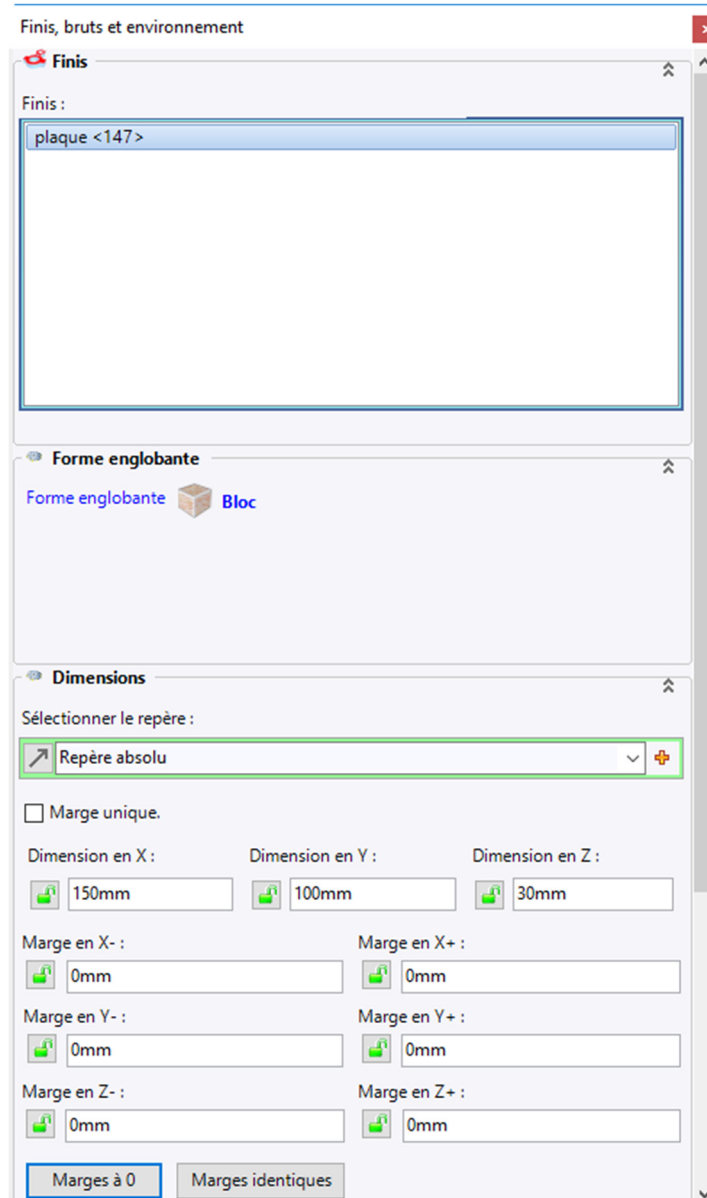 Finis, bruts et environnement
Finis
Finis :
plaque <147>
Forme englobante
Forme englobante Bloc
Dimensions
Sélectionner le repère :
Repère absolu
Marge unique.
Dimension en X : Dimension en Y : Dimension en Z :
150mm 100mm 30mm
Marge en X- : Marge en X+ :
0mm 0mm
Marge en Y- : Marge en Y+ :
0mm 0mm
Marge en Z- : Marge en Z+ :
0mm 0mm
Marges à 0 Marges identiques